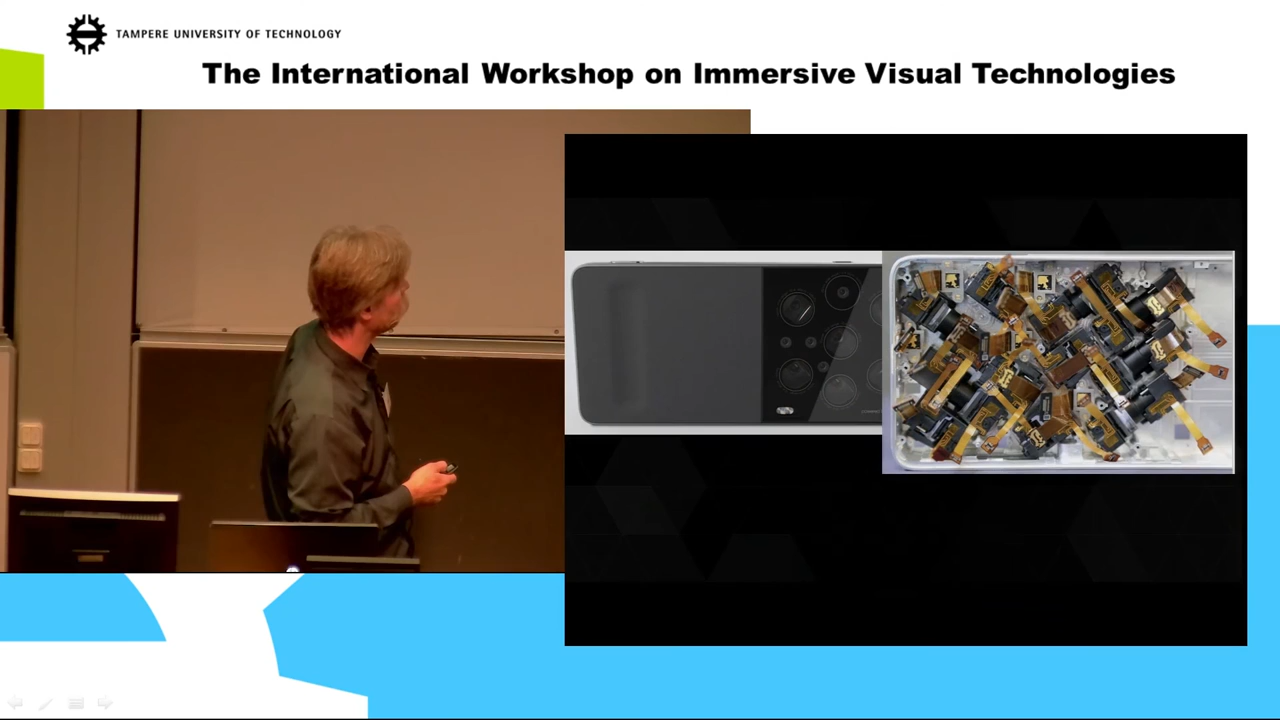 TAMPERE UNIVERSITY OF TECHNOLOGY
The International Workshop on Immersive Visual Technologies